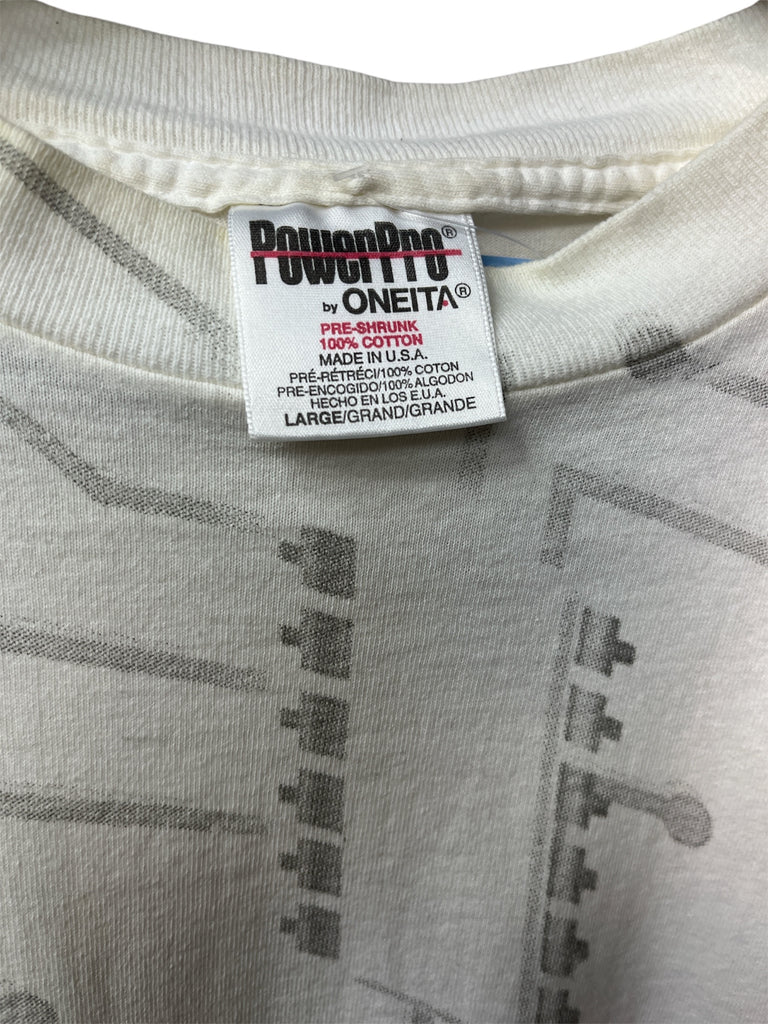 PowerPro®
by ONEITA®
PRE-SHRUNK
100% COTTON
MADE IN U.S.A.
PRÉ-RÉTRÉCI/100% COTON
PRE-ENCOGIDO/100% ALGODON
HECHO EN LOS E.U.A.
LARGE/GRAND/GRANDE